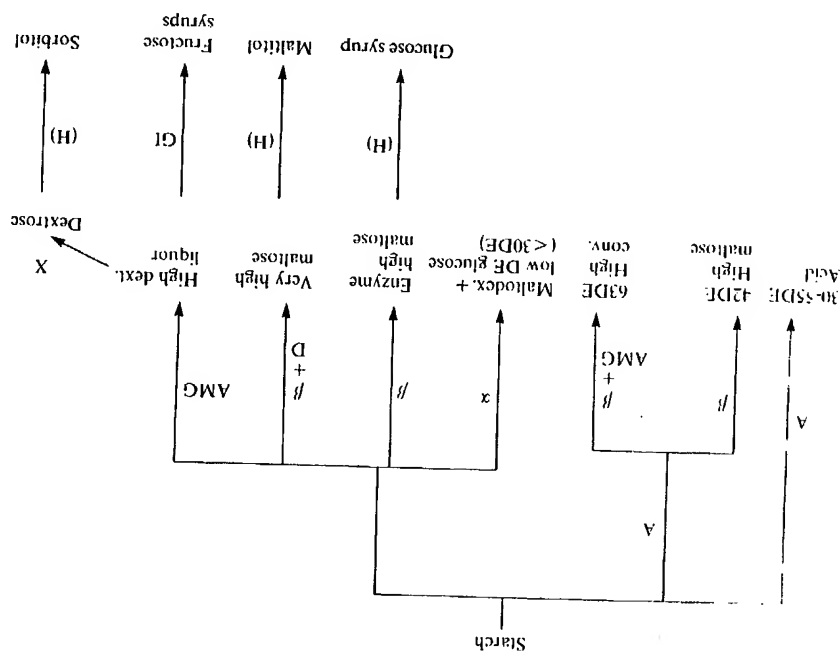 Starch
A
A
β
β
+
AMG
α
β
β
+
D
AMG
30-55DE
Acid
42DE
High
maltose
63DE
High
conv.
Maltodex. +
low DE glucose
(<30DE)
Enzyme
high
maltose
Very high
maltose
High dext.
liquor
X
Dextrose
(H)
(H)
GI
(H)
Glucose syrup
Maltitol
Fructose
syrups
Sorbitol